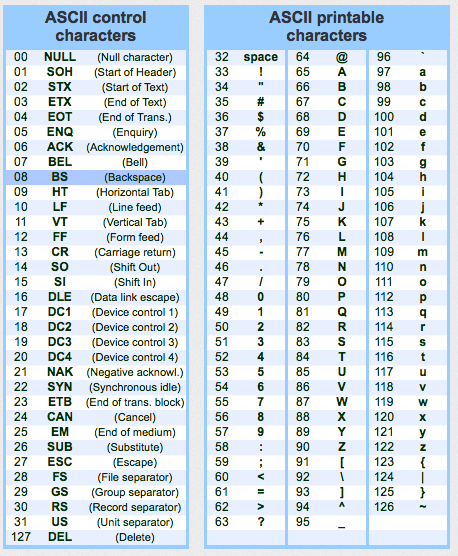 ASCII control
characters
00 NULL (Null character)
01 SOH (Start of Header)
02 STX (Start of Text)
03 ETX (End of Text)
04 EOT (End of Trans.)
05 ENQ (Enquiry)
06 ACK (Acknowledgement)
07 BEL (Bell)
08 BS (Backspace)
09 HT (Horizontal Tab)
10 LF (Line feed)
11 VT (Vertical Tab)
12 FF (Form feed)
13 CR (Carriage return)
14 SO (Shift Out)
15 SI (Shift In)
16 DLE (Data link escape)
17 DC1 (Device control 1)
18 DC2 (Device control 2)
19 DC3 (Device control 3)
20 DC4 (Device control 4)
21 NAK (Negative acknowl.)
22 SYN (Synchronous idle)
23 ETB (End of trans. block)
24 CAN (Cancel)
25 EM (End of medium)
26 SUB (Substitute)
27 ESC (Escape)
28 FS (File separator)
29 GS (Group separator)
30 RS (Record separator)
31 US (Unit separator)
127 DEL (Delete)
ASCII printable
characters
32 space 64 @ 96 `
33 ! 65 A 97 a
34 " 66 B 98 b
35 # 67 C 99 c
36 $ 68 D 100 d
37 % 69 E 101 e
38 & 70 F 102 f
39 ' 71 G 103 g
40 ( 72 H 104 h
41 ) 73 I 105 i
42 * 74 J 106 j
43 + 75 K 107 k
44 , 76 L 108 l
45 - 77 M 109 m
46 . 78 N 110 n
47 / 79 O 111 o
48 0 80 P 112 p
49 1 81 Q 113 q
50 2 82 R 114 r
51 3 83 S 115 s
52 4 84 T 116 t
53 5 85 U 117 u
54 6 86 V 118 v
55 7 87 W 119 w
56 8 88 X 120 x
57 9 89 Y 121 y
58 : 90 Z 122 z
59 ; 91 [ 123 {
60 < 92 \ 124 |
61 = 93 ] 125 }
62 > 94 ^ 126 ~
63 ? 95 _